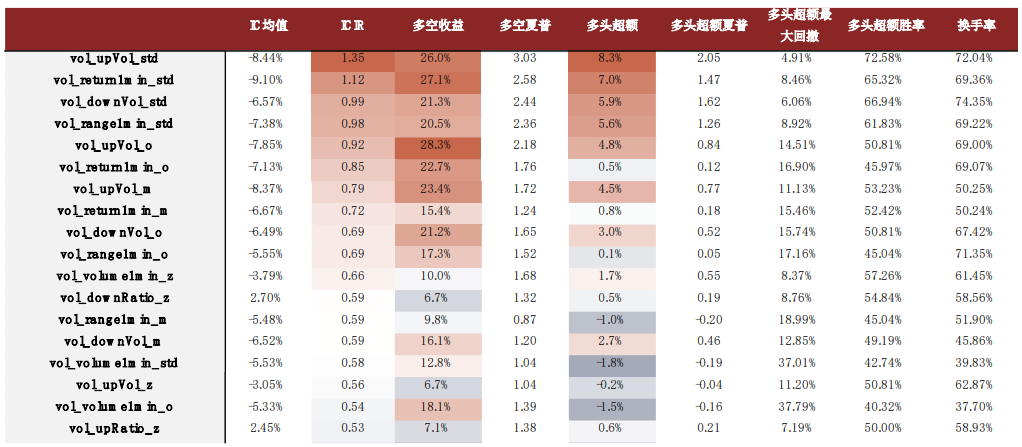 IC均值 ICIR 多空收益 多空夏普 多头超额 多头超额夏普 多头超额最大回撤 多头超额胜率 换手率
vol_upVol_std -8.44% 1.35 26.0% 3.03 8.3% 2.05 4.91% 72.58% 72.04%
vol_return1min_std -9.10% 1.12 27.1% 2.58 7.0% 1.47 8.46% 65.32% 69.36%
vol_downVol_std -6.57% 0.99 21.3% 2.44 5.9% 1.62 6.06% 66.94% 74.35%
vol_range1min_std -7.38% 0.98 20.5% 2.36 5.6% 1.26 8.92% 61.83% 69.22%
vol_upVol_o -7.85% 0.92 28.3% 2.18 4.8% 0.84 14.51% 50.81% 69.00%
vol_return1min_o -7.13% 0.85 22.7% 1.76 0.5% 0.12 16.90% 45.97% 69.07%
vol_upVol_m -8.37% 0.79 23.4% 1.72 4.5% 0.77 11.13% 53.23% 50.25%
vol_return1min_m -6.67% 0.72 15.4% 1.24 0.8% 0.18 15.46% 52.42% 50.24%
vol_downVol_o -6.49% 0.69 21.2% 1.65 3.0% 0.52 15.74% 50.81% 67.42%
vol_range1min_o -5.55% 0.69 17.3% 1.52 0.1% 0.05 17.16% 45.04% 71.35%
vol_volume1min_z -3.79% 0.66 10.0% 1.68 1.7% 0.55 8.37% 57.26% 61.45%
vol_downRatio_z 2.70% 0.59 6.7% 1.32 0.5% 0.19 8.76% 54.84% 58.56%
vol_range1min_m -5.48% 0.59 9.8% 0.87 -1.0% -0.20 18.99% 45.04% 51.90%
vol_downVol_m -6.52% 0.59 16.1% 1.20 2.7% 0.46 12.85% 49.19% 45.86%
vol_volume1min_std -5.53% 0.58 12.8% 1.04 -1.8% -0.19 37.01% 42.74% 39.83%
vol_upVol_z -3.05% 0.56 6.7% 1.04 -0.2% -0.04 11.20% 50.81% 62.87%
vol_volume1min_o -5.33% 0.54 18.1% 1.39 -1.5% -0.16 37.79% 40.32% 37.70%
vol_upRatio_z 2.45% 0.53 7.1% 1.38 0.6% 0.21 7.19% 50.00% 58.93%